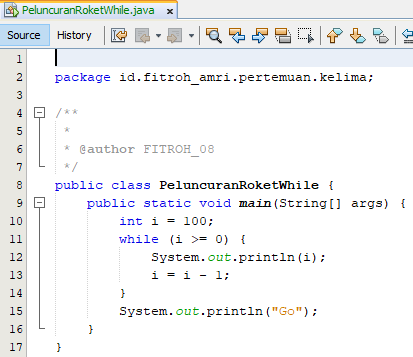 PeluncuranRoketWhile.java x
Source History
1
2 package id.fitroh_amri.pertemuan.kelima;
3
4 /**
5 *
6 * @author FITROH_08
7 */
8 public class PeluncuranRoketWhile {
9 public static void main(String[] args) {
10 int i = 100;
11 while (i >= 0) {
12 System.out.println(i);
13 i = i - 1;
14 }
15 System.out.println("Go");
16 }
17 }